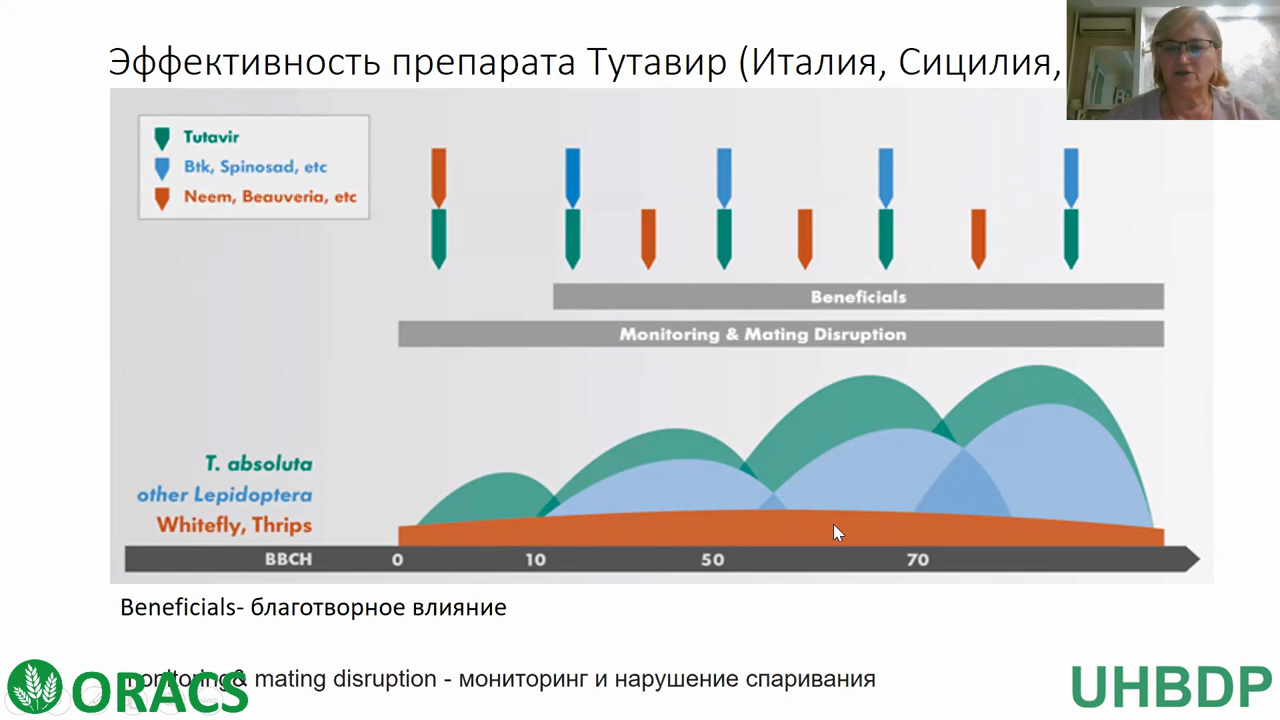 Эффективность препарата Тутавир (Италия, Сицилия,
Tutavir
Btk, Spinosad, etc
Neem, Beauveria, etc
Beneficials
Monitoring & Mating Disruption
T. absoluta
other Lepidoptera
Whitefly, Thrips
BBCH 0 10 50 70
Beneficials- благотворное влияние
& mating disruption - мониторинг и нарушение спаривания
ORACS
UHBDP